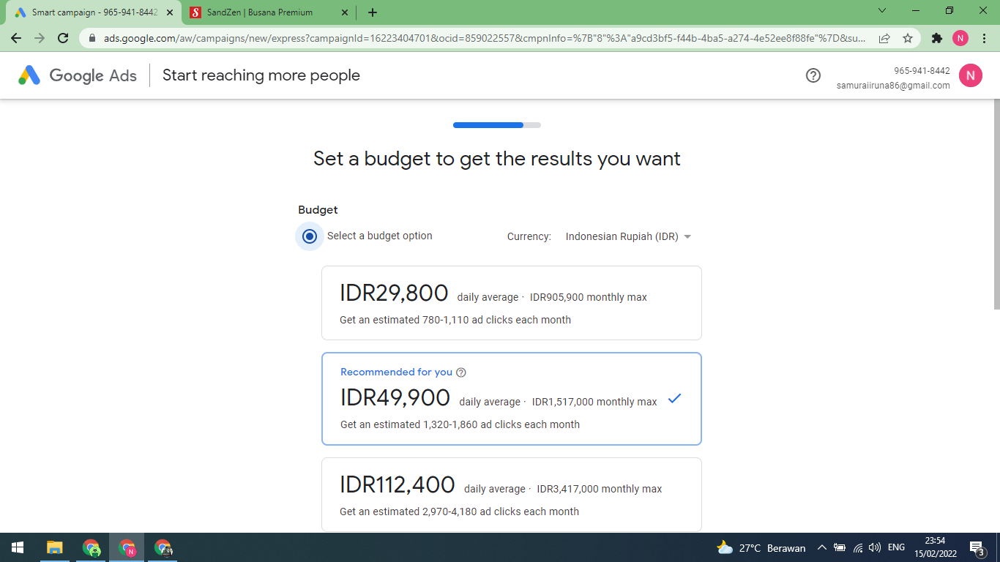 Smart campaign - 965-941-8442
SandZen | Busana Premium
ads.google.com/aw/campaigns/new/express?campaignId=16223404701&ocid=859022557&cmpnInfo=%7B"8"%3A"a9cd3bf5-f44b-4ba5-a274-4e52ee8f88fe"%7D&su...
N
Google Ads
Start reaching more people
965-941-8442
samuraiiruna86@gmail.com
N
Set a budget to get the results you want
Budget
Select a budget option
Currency: Indonesian Rupiah (IDR)
IDR29,800 daily average · IDR905,900 monthly max
Get an estimated 780-1,110 ad clicks each month
Recommended for you
IDR49,900 daily average · IDR1,517,000 monthly max
Get an estimated 1,320-1,860 ad clicks each month
IDR112,400 daily average · IDR3,417,000 monthly max
Get an estimated 2,970-4,180 ad clicks each month
N
27°C Berawan
ENG
23:54
15/02/2022
3